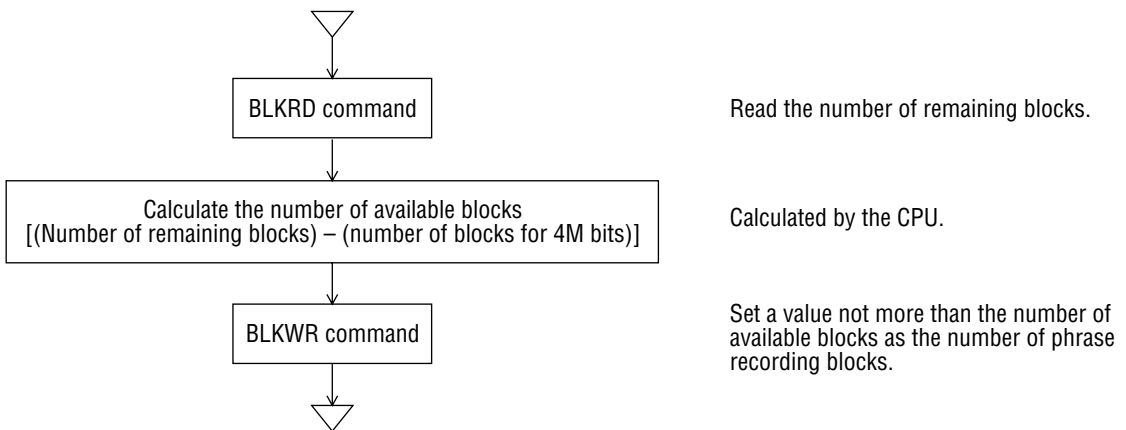 BLKRD command
Read the number of remaining blocks.
Calculate the number of available blocks
[(Number of remaining blocks) – (number of blocks for 4M bits)]
Calculated by the CPU.
BLKWR command
Set a value not more than the number of
available blocks as the number of phrase
recording blocks.